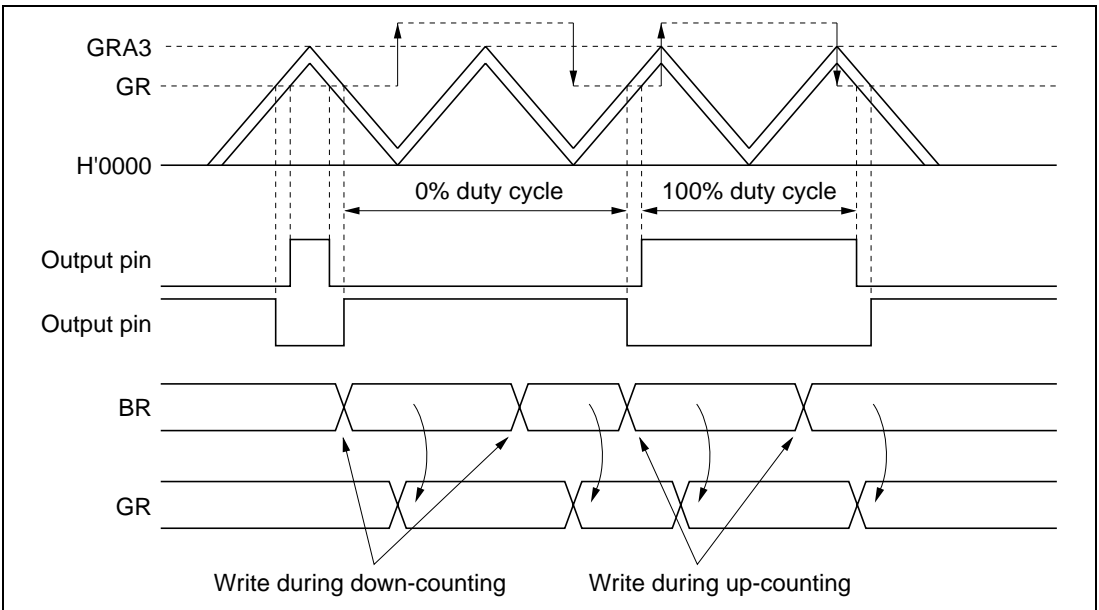 GRA3
GR
H'0000
0% duty cycle
100% duty cycle
Output pin
Output pin
BR
GR
Write during down-counting
Write during up-counting